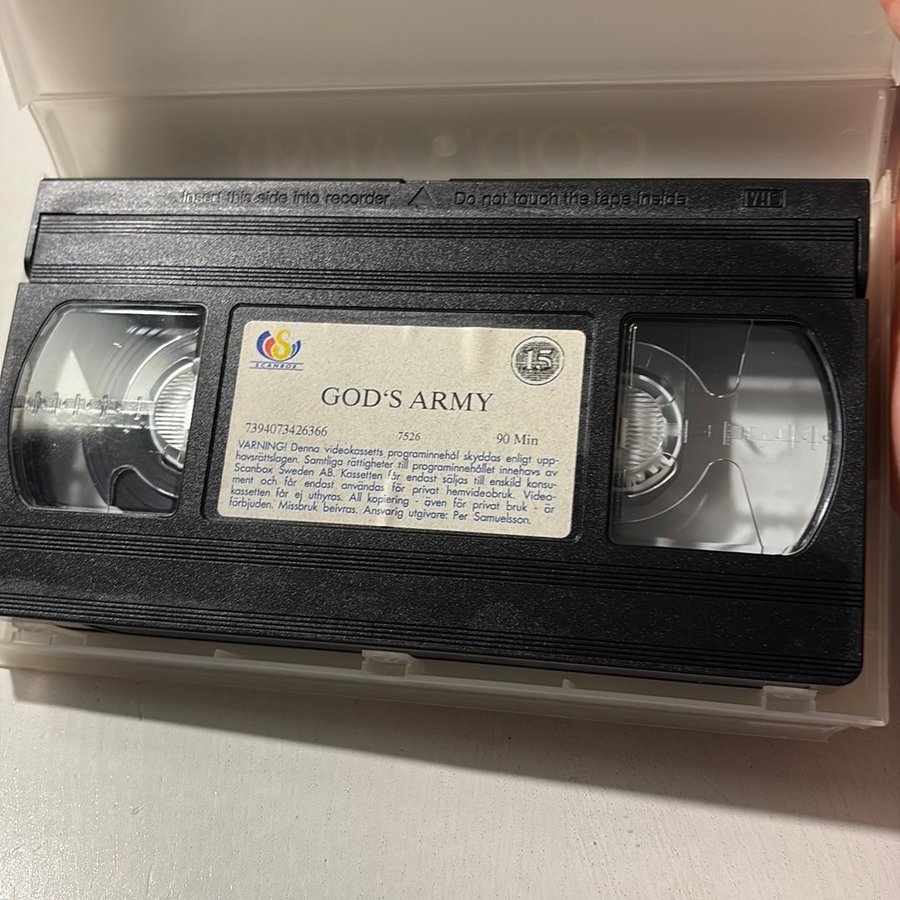 GOD'S ARMY
Insert this side into recorder
Do not touch the tape inside
VHS
SCANBOX
15
GOD'S ARMY
7394073426366
7526
90 Min
VARNING! Denna videokassetts programinnehål skyddas enligt upp-
hovsrättslagen. Samtliga rättigheter till programinnehållet innehavs av
Scanbox Sweden AB. Kassetten får endast säljas till enskild konsu-
ment och får endast användas för privat hemvideobruk. Video-
kassetten får ej uthyras. All kopiering - även för privat bruk - är
förbjuden. Missbruk beivras. Ansvarig utgivare: Per Samuelsson.